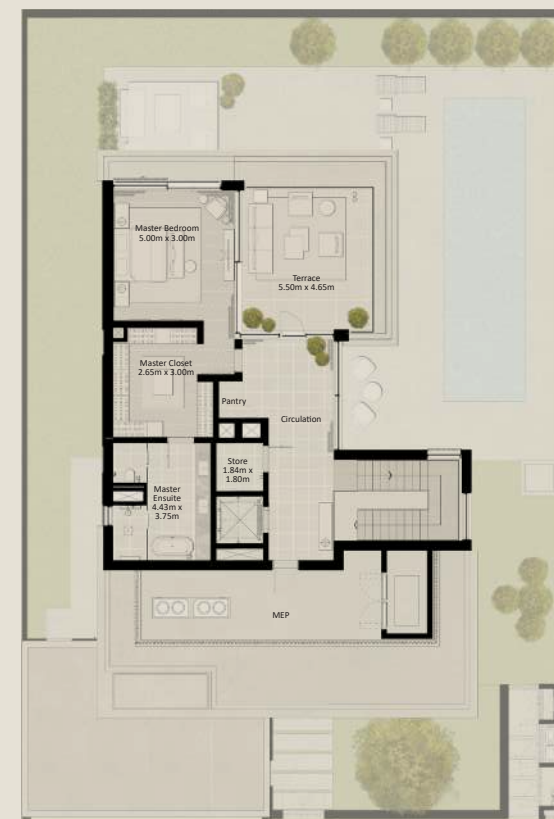 Master Bedroom
5.00m x 3.00m
Terrace
5.50m x 4.65m
Master Closet
2.65m x 3.00m
Pantry
Circulation
Store
1.84m x
1.80m
Master
Ensuite
4.43m x
3.75m
MEP